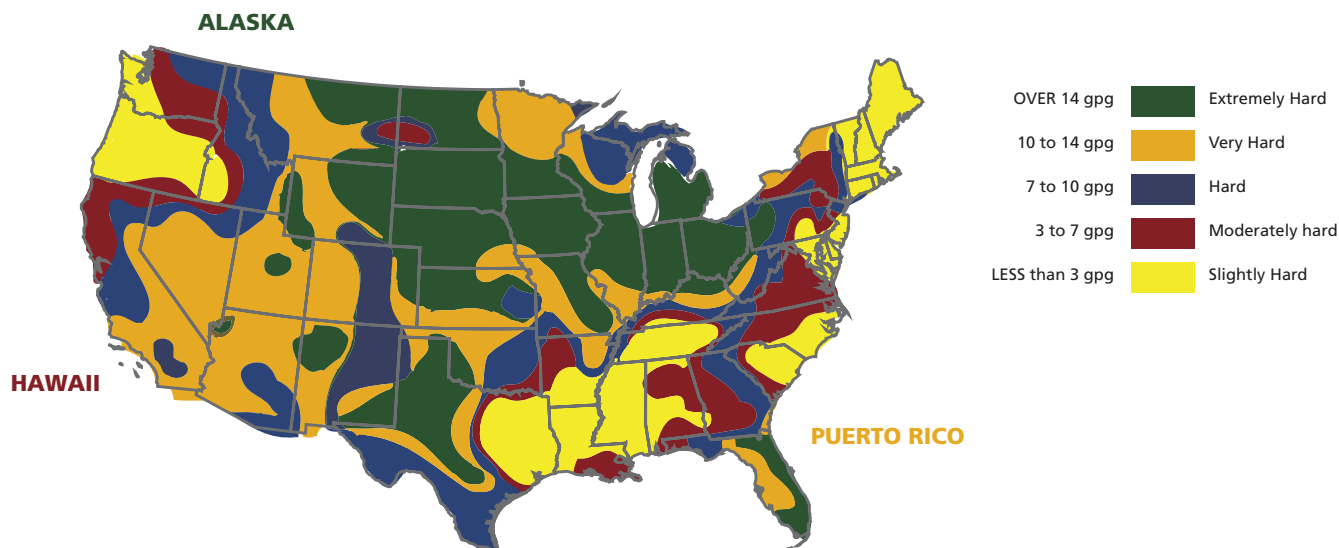 ALASKA
OVER 14 gpg Extremely Hard
10 to 14 gpg Very Hard
7 to 10 gpg Hard
3 to 7 gpg Moderately hard
LESS than 3 gpg Slightly Hard
HAWAII
PUERTO RICO